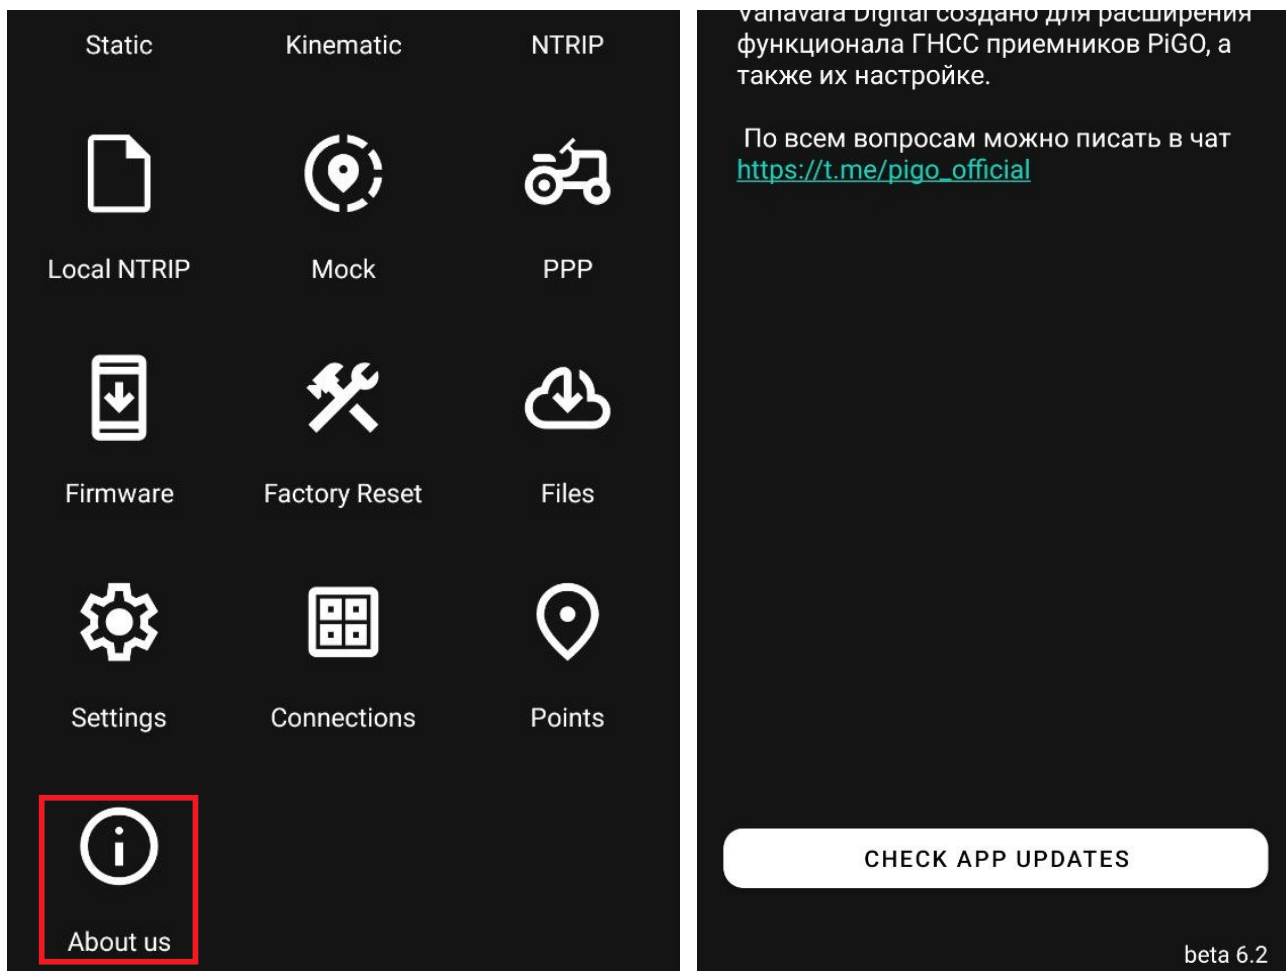 Static
Kinematic
NTRIP
Local NTRIP
Mock
PPP
Firmware
Factory Reset
Files
Settings
Connections
Points
About us
Vanavara Digital создано для расширения
функционала ГНСС приемников PiGO, а
также их настройке.
По всем вопросам можно писать в чат
https://t.me/pigo_official
CHECK APP UPDATES
beta 6.2